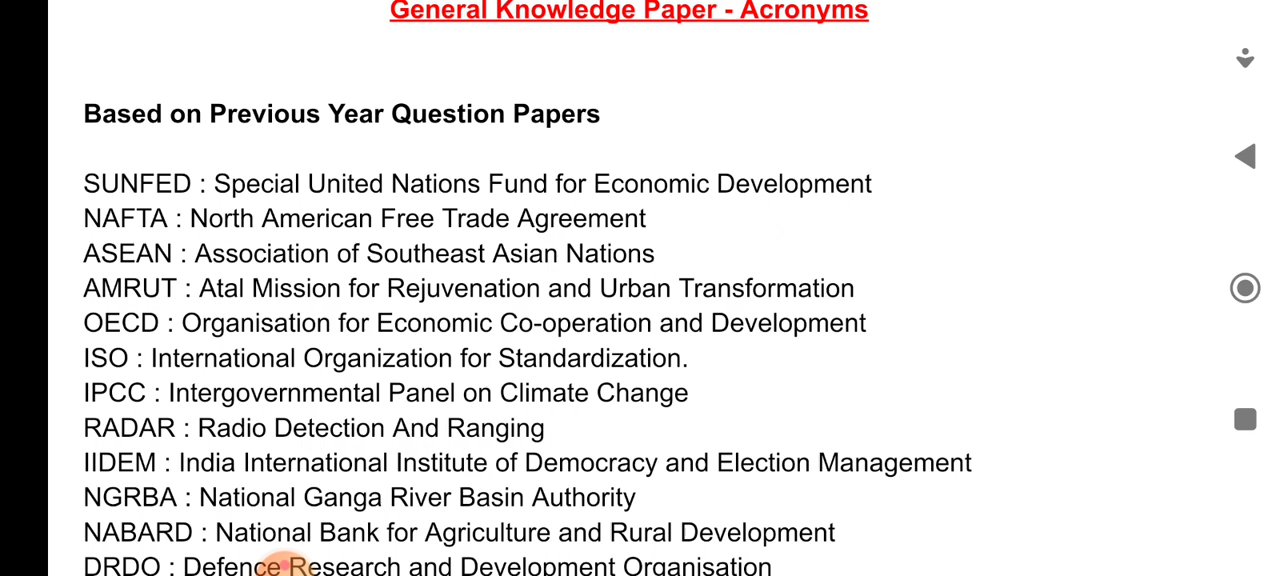 General Knowledge Paper - Acronyms
Based on Previous Year Question Papers
SUNFED : Special United Nations Fund for Economic Development
NAFTA : North American Free Trade Agreement
ASEAN : Association of Southeast Asian Nations
AMRUT : Atal Mission for Rejuvenation and Urban Transformation
OECD : Organisation for Economic Co-operation and Development
ISO : International Organization for Standardization.
IPCC : Intergovernmental Panel on Climate Change
RADAR : Radio Detection And Ranging
IIDEM : India International Institute of Democracy and Election Management
NGRBA : National Ganga River Basin Authority
NABARD : National Bank for Agriculture and Rural Development
DRDO : Defence Research and Development Organisation